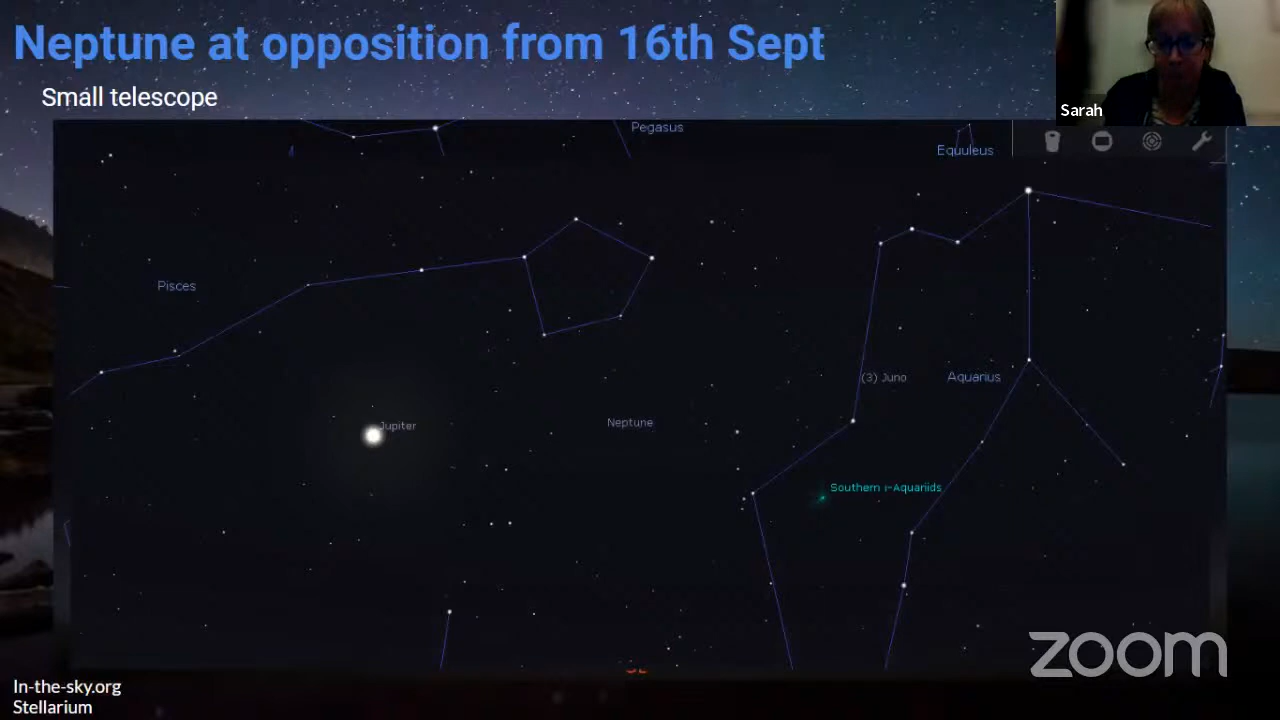 Neptune at opposition from 16th Sept
Small telescope
Sarah
Pegasus
Equuleus
Pisces
(3) Juno
Aquarius
Jupiter
Neptune
Southern ι-Aquariids
zoom
In-the-sky.org
Stellarium